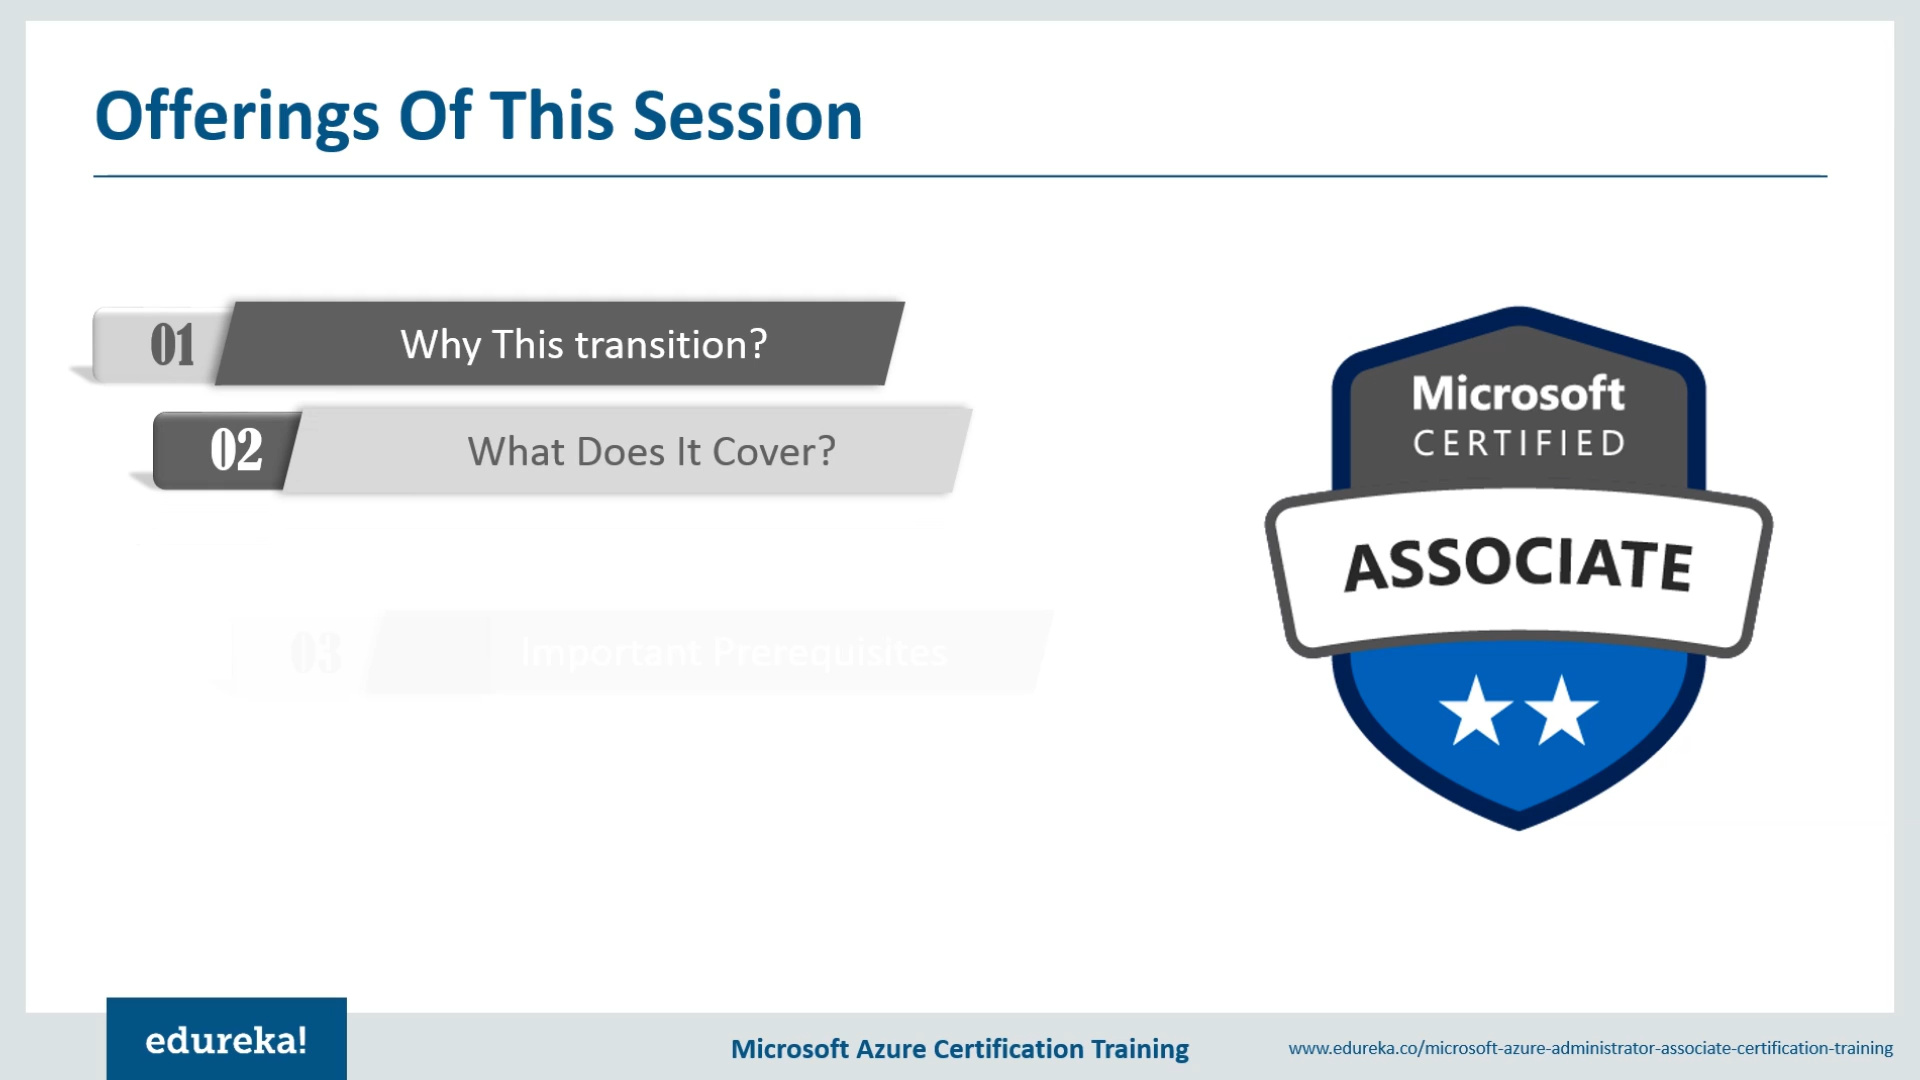 Offerings Of This Session
01 Why This transition?
02 What Does It Cover?
03 Important Prerequisites
Microsoft
CERTIFIED
ASSOCIATE
edureka!
Microsoft Azure Certification Training
www.edureka.co/microsoft-azure-administrator-associate-certification-training